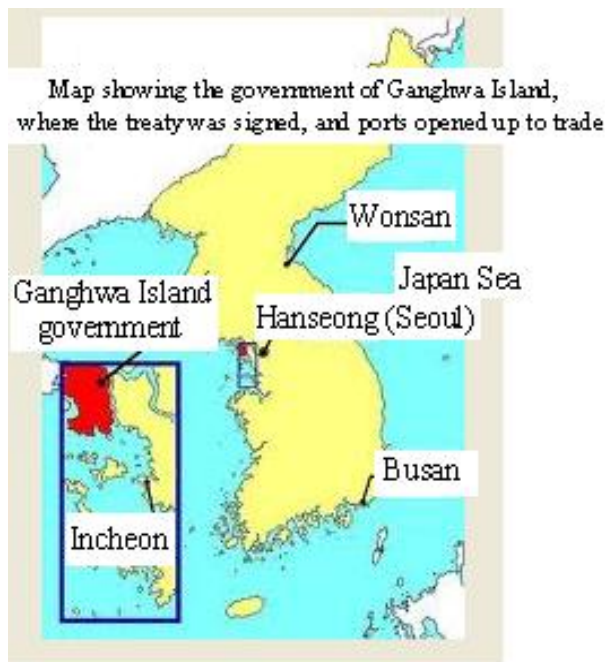 Map showing the government of Ganghwa Island,
where the treaty was signed, and ports opened up to trade
Wonsan
Japan Sea
Ganghwa Island
government
Hanseong (Seoul)
Busan
Incheon